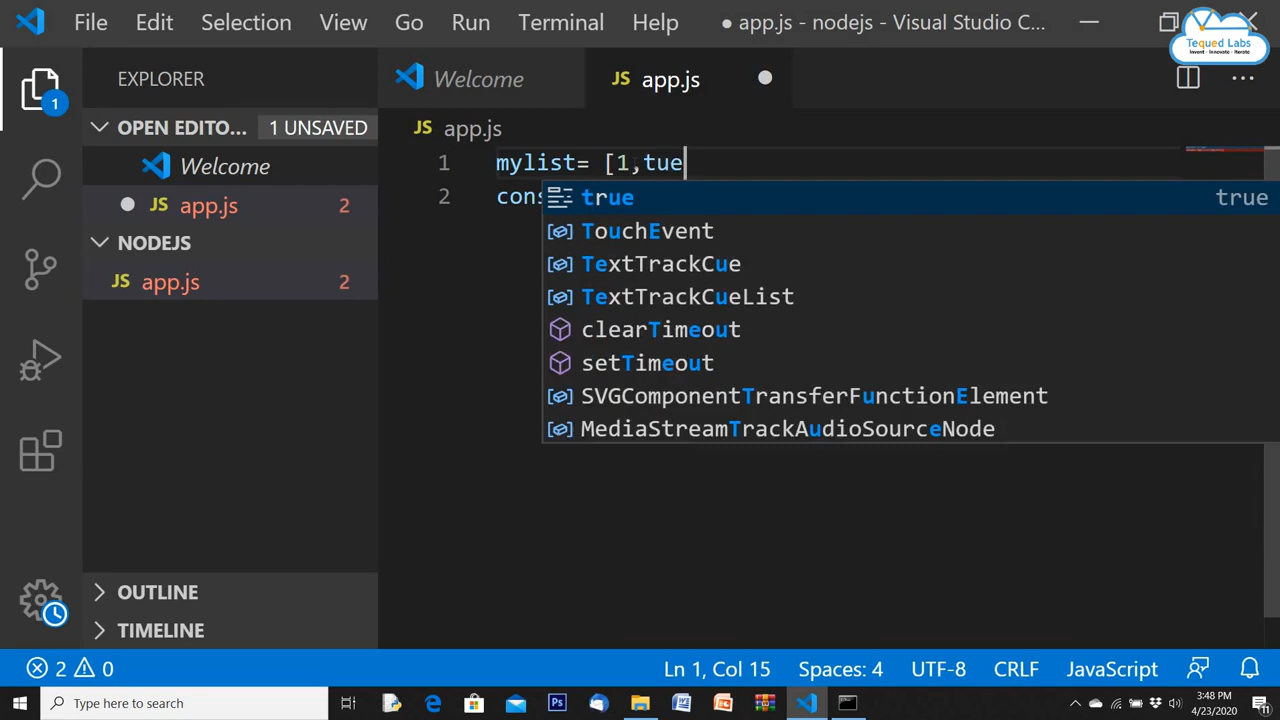 File Edit Selection View Go Run Terminal Help ● app.js - nodejs - Visual Studio C...
Tequed Labs
Invent - Innovate - Iterate
EXPLORER
Welcome
JS app.js
1
OPEN EDITO... 1 UNSAVED
JS app.js
Welcome
1 mylist= [1,tue
JS app.js 2
2 cons
true true
NODEJS
TouchEvent
JS app.js 2
TextTrackCue
TextTrackCueList
clearTimeout
setTimeout
SVGComponentTransferFunctionElement
MediaStreamTrackAudioSourceNode
OUTLINE
TIMELINE
2 0 Ln 1, Col 15 Spaces: 4 UTF-8 CRLF JavaScript
Type here to search
3:48 PM
4/23/2020